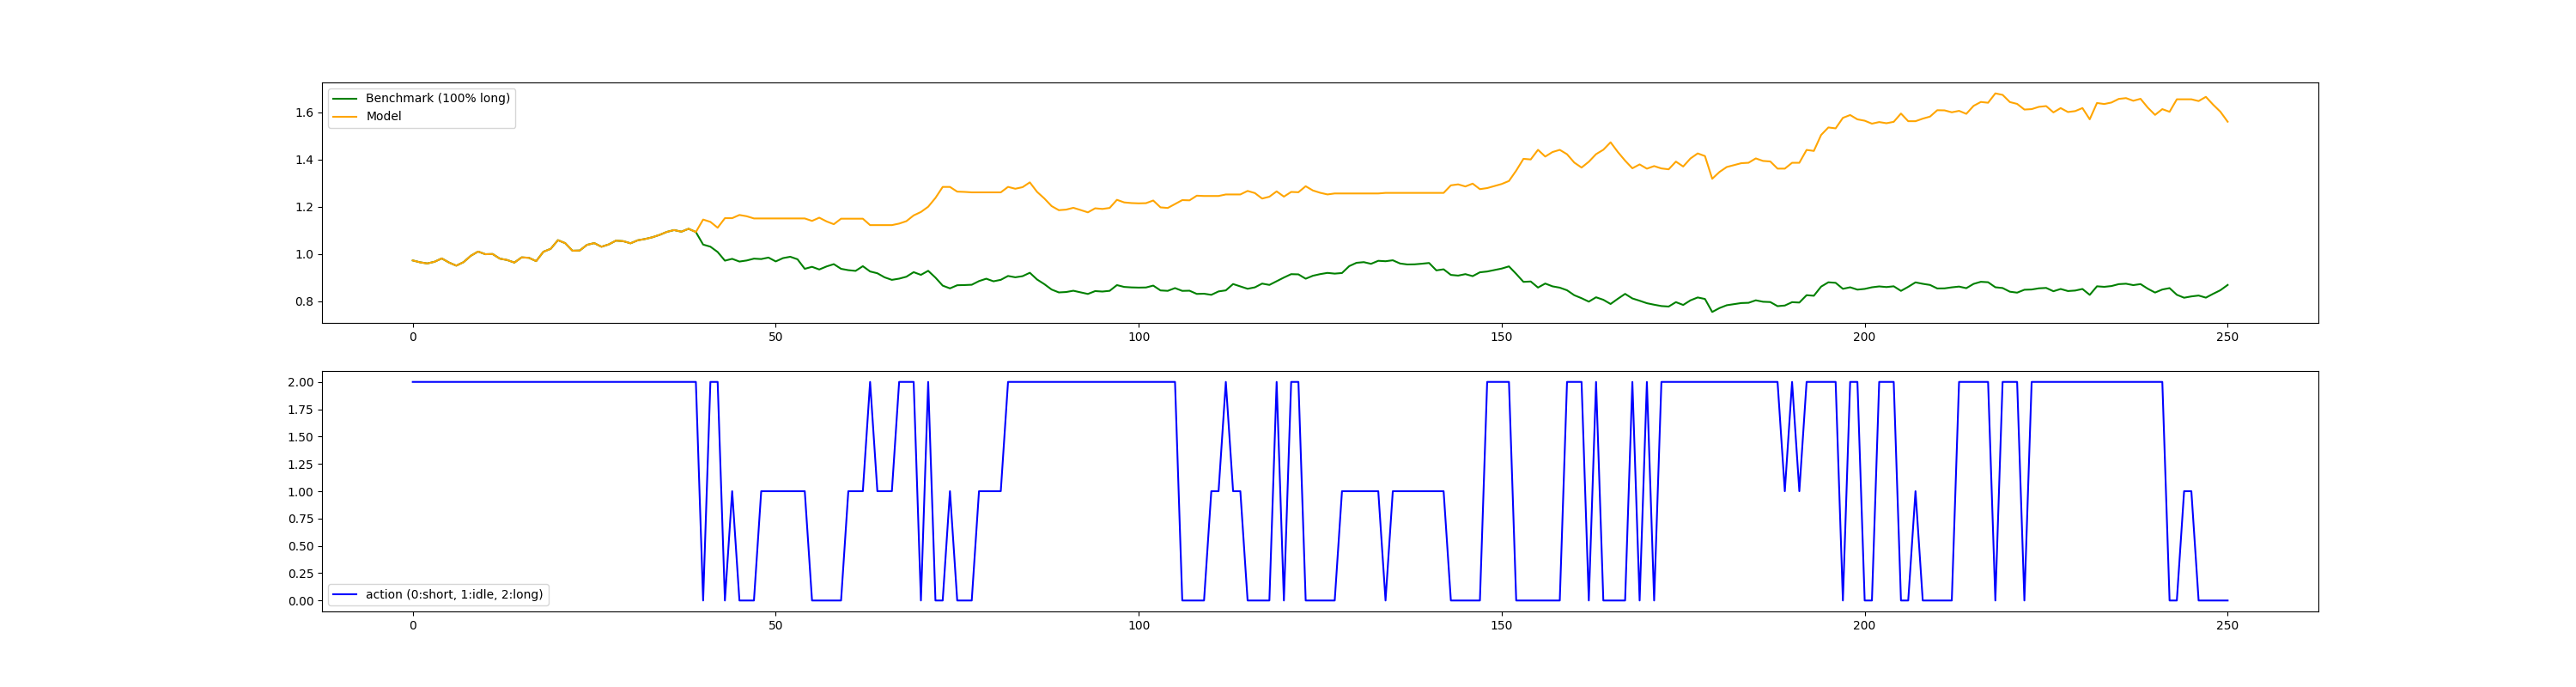 Benchmark (100% long)
Model
1.6
1.4
1.2
1.0
0.8
0 50 100 150 200 250
2.00
1.75
1.50
1.25
1.00
0.75
0.50
0.25
0.00
action (0:short, 1:idle, 2:long)
0 50 100 150 200 250